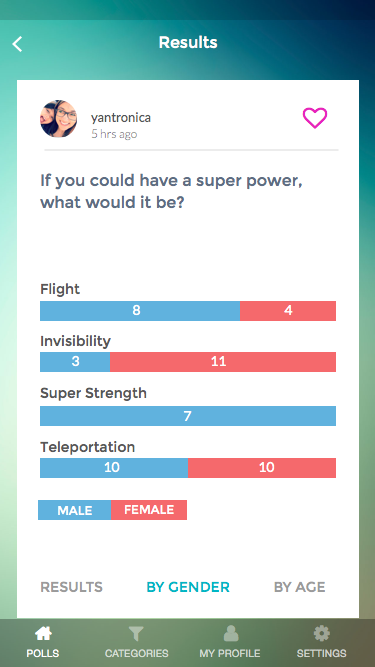 Results
yantronica
5 hrs ago
If you could have a super power,
what would it be?
Flight
8 4
Invisibility
3 11
Super Strength
7
Teleportation
10 10
MALE FEMALE
RESULTS BY GENDER BY AGE
POLLS CATEGORIES MY PROFILE SETTINGS